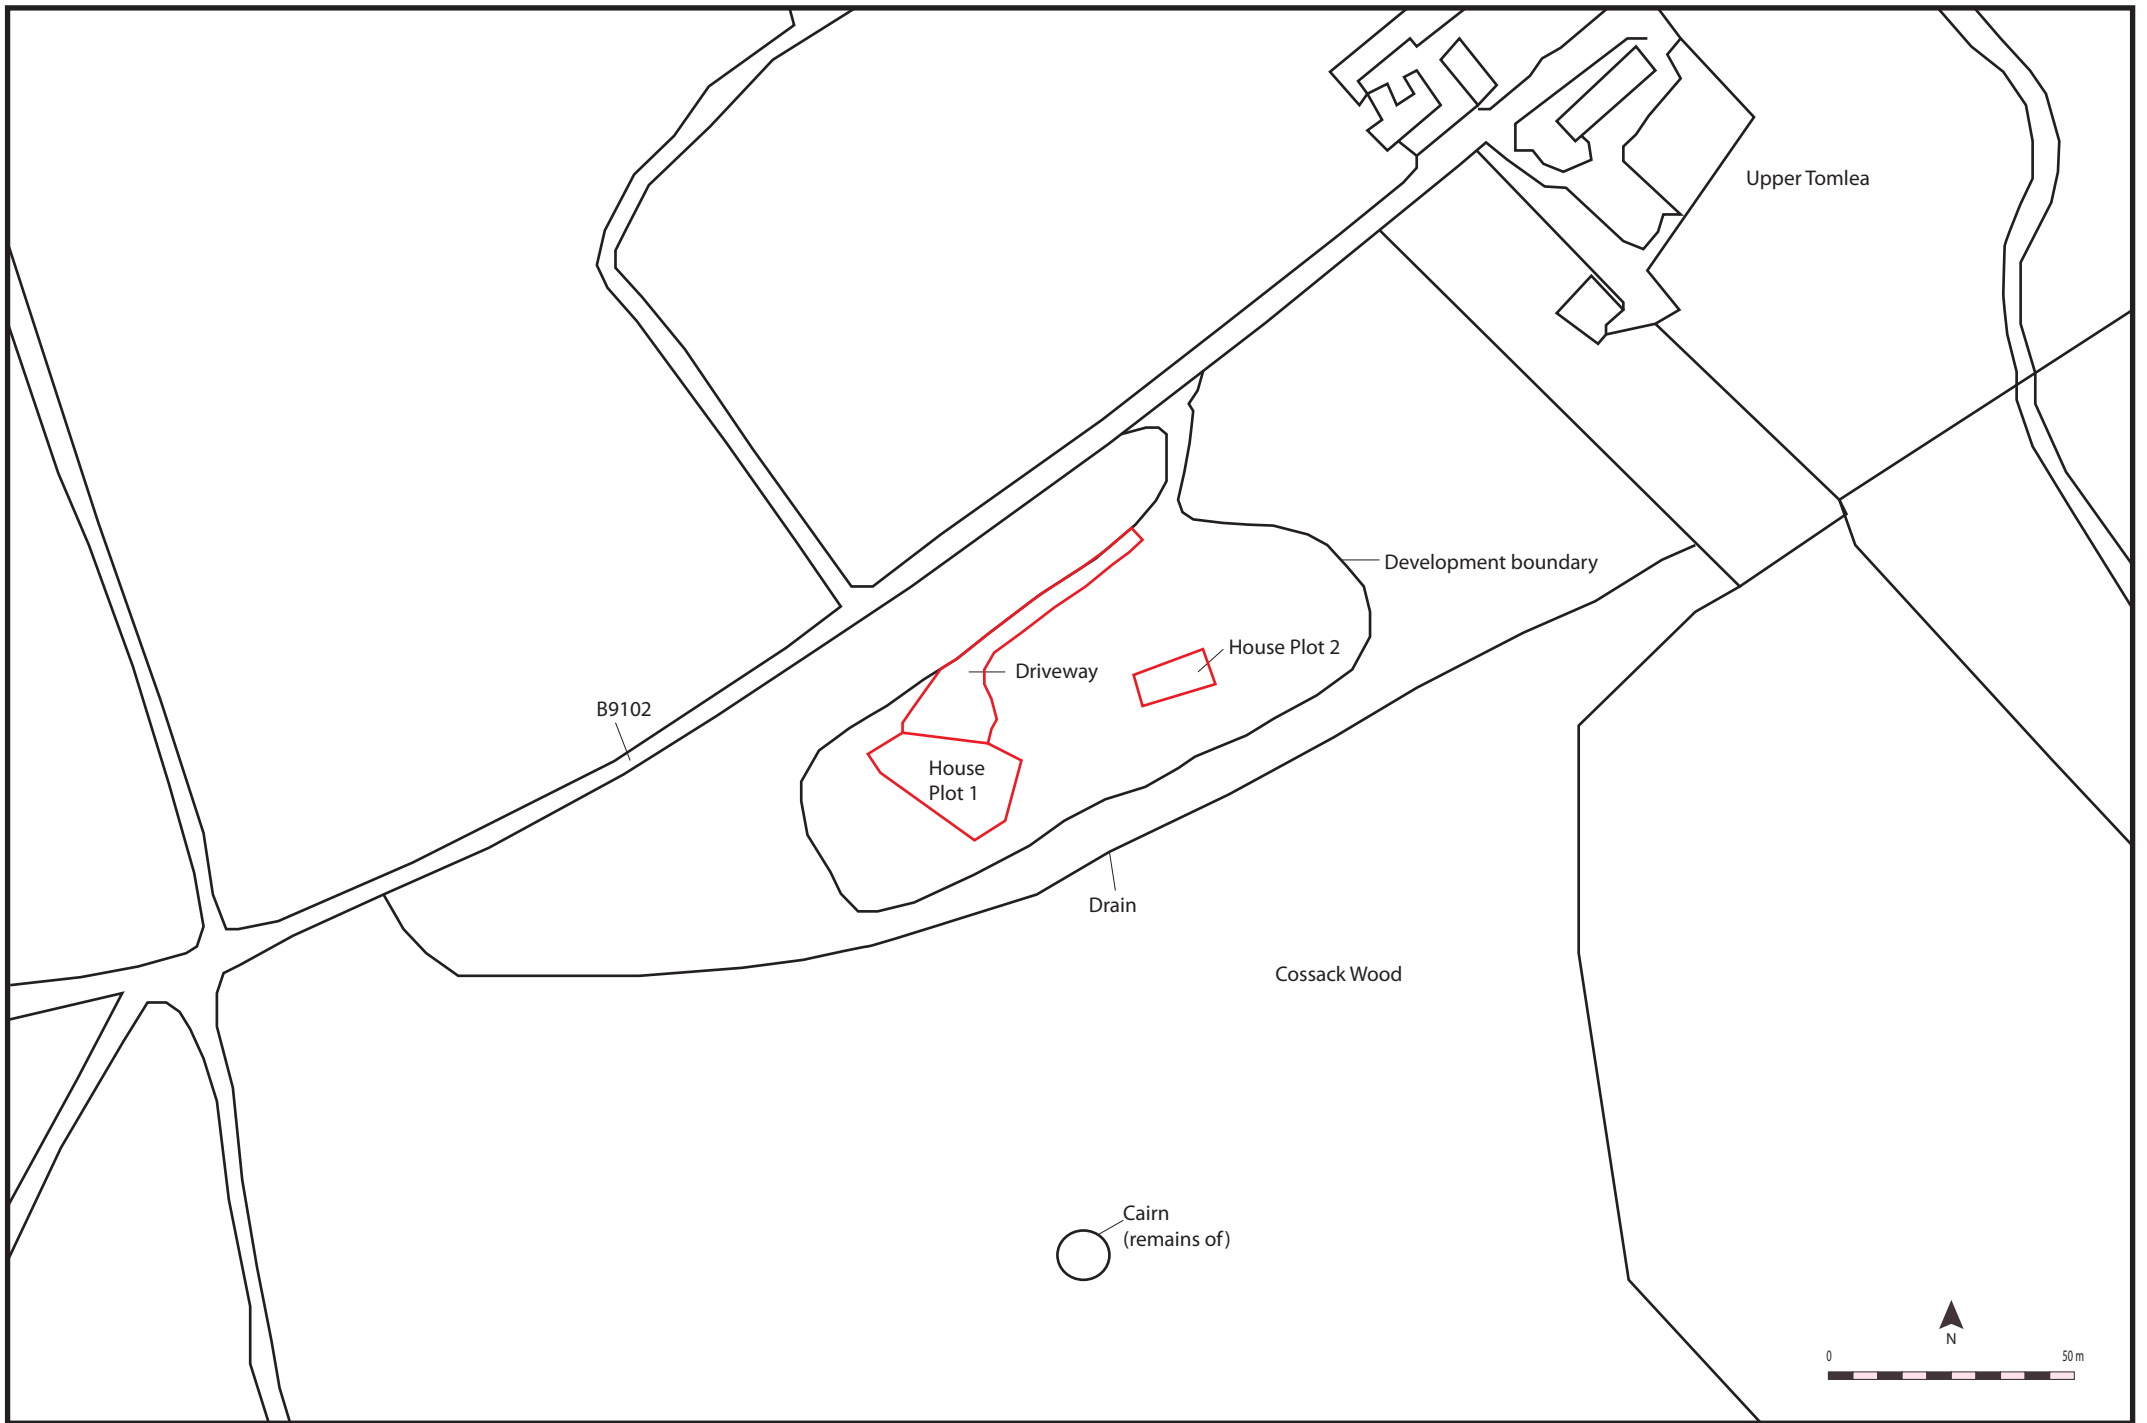 Upper Tomlea
Development boundary
House Plot 2
Driveway
B9102
House
Plot 1
Drain
Cossack Wood
Cairn
(remains of)
N
0
50 m